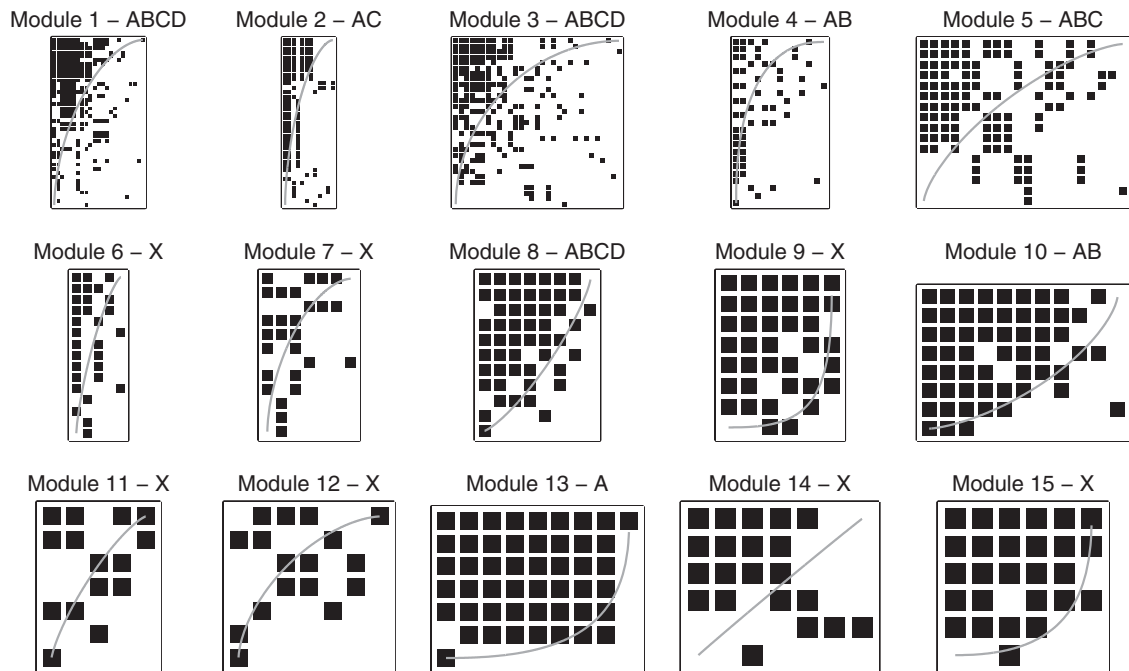 Module 1 – ABCD
Module 2 – AC
Module 3 – ABCD
Module 4 – AB
Module 5 – ABC
Module 6 – X
Module 7 – X
Module 8 – ABCD
Module 9 – X
Module 10 – AB
Module 11 – X
Module 12 – X
Module 13 – A
Module 14 – X
Module 15 – X